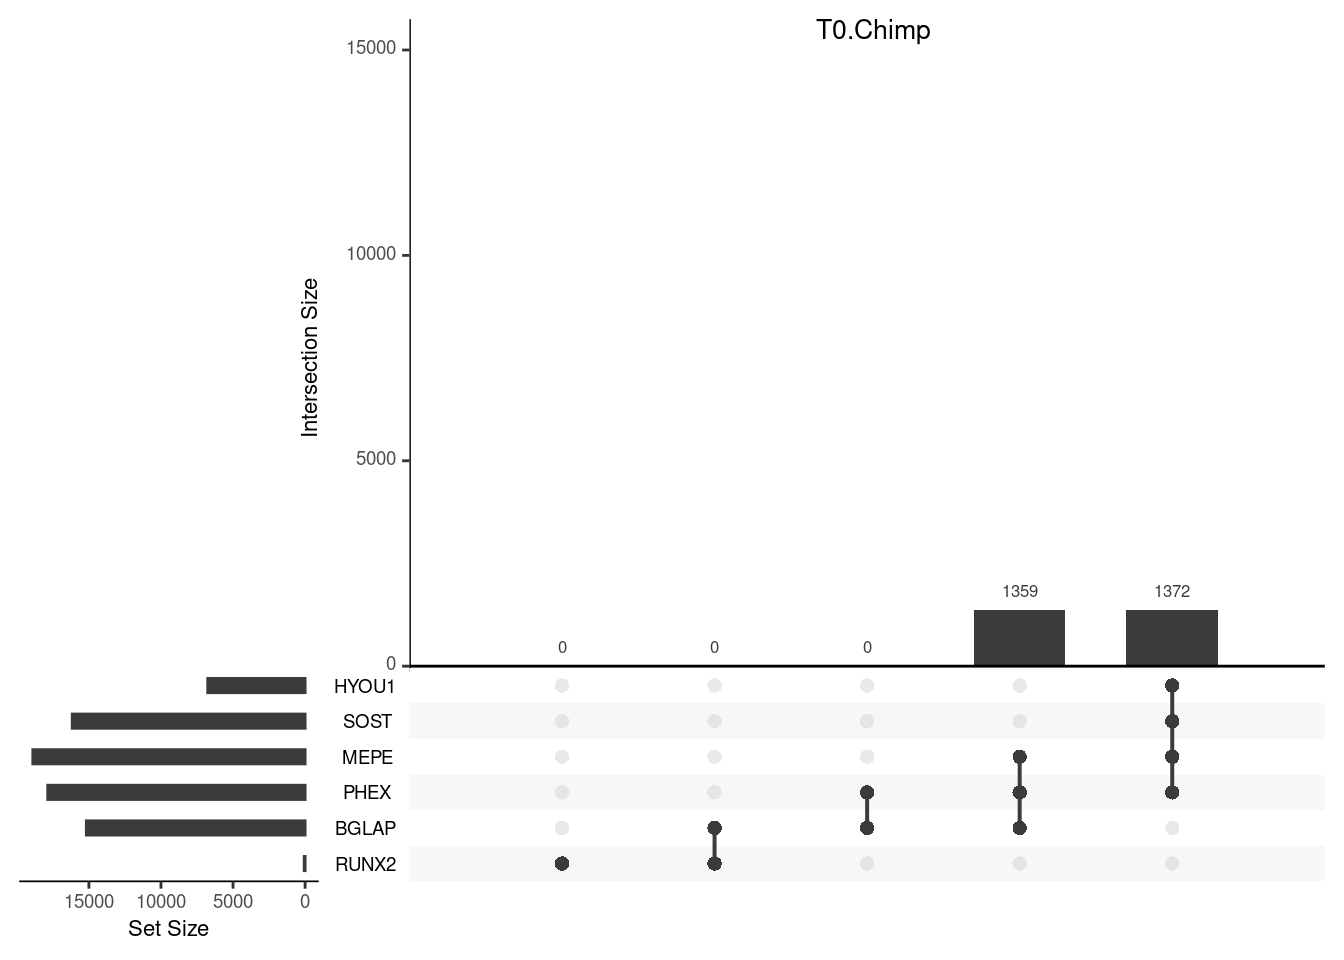 T0.Chimp
15000
10000
5000
0
Intersection Size
0
0
0
1359
1372
HYOU1
SOST
MEPE
PHEX
BGLAP
RUNX2
15000 10000 5000 0
Set Size